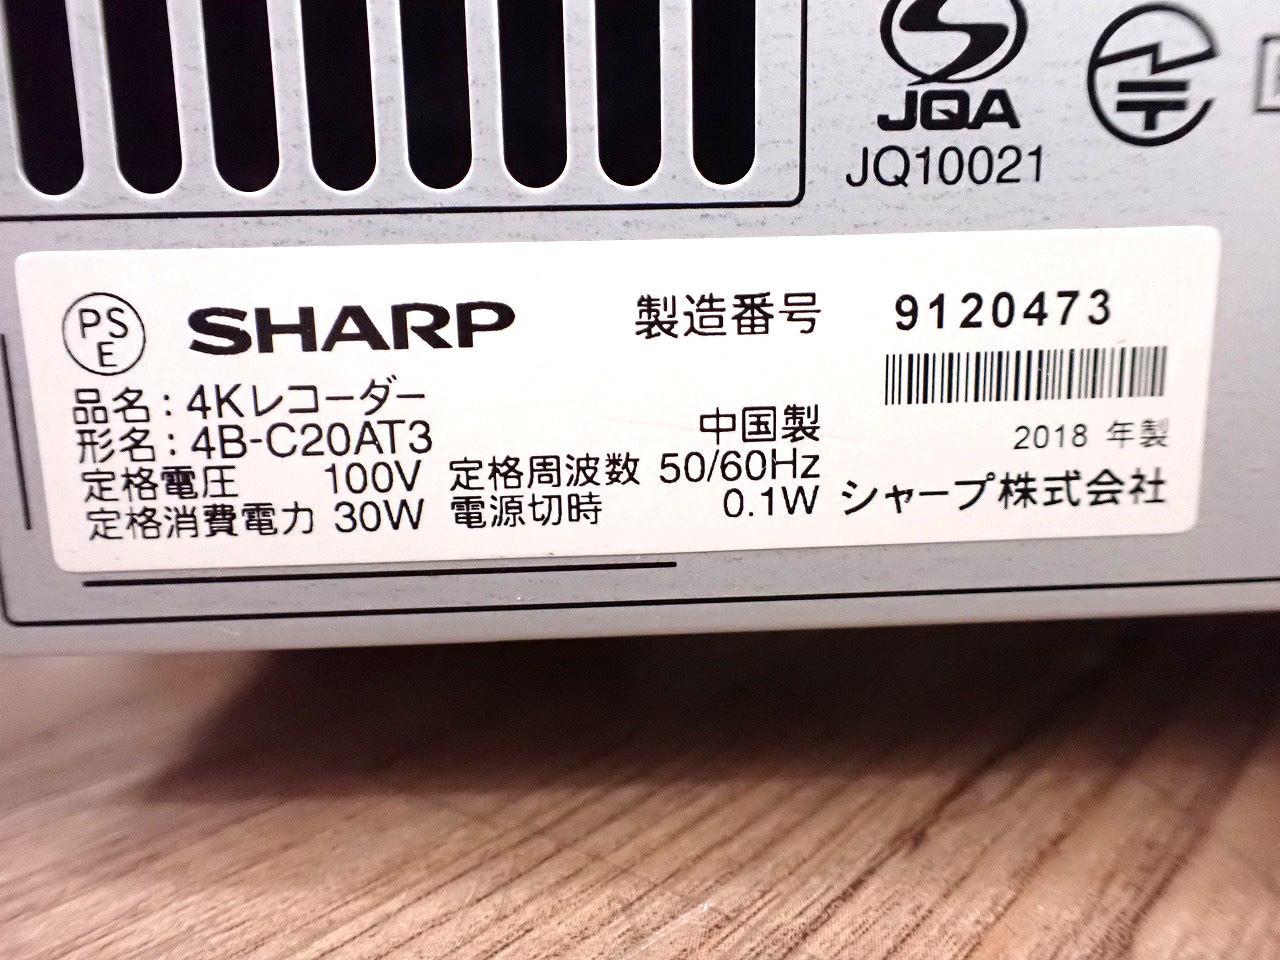 JQA
JQ10021
PS
E
SHARP
製造番号 9120473
品名：4Kレコーダー
形名：4B-C20AT3
中国製
2018 年製
定格電圧 100V 定格周波数 50/60Hz
定格消費電力 30W 電源切時 0.1W シャープ株式会社